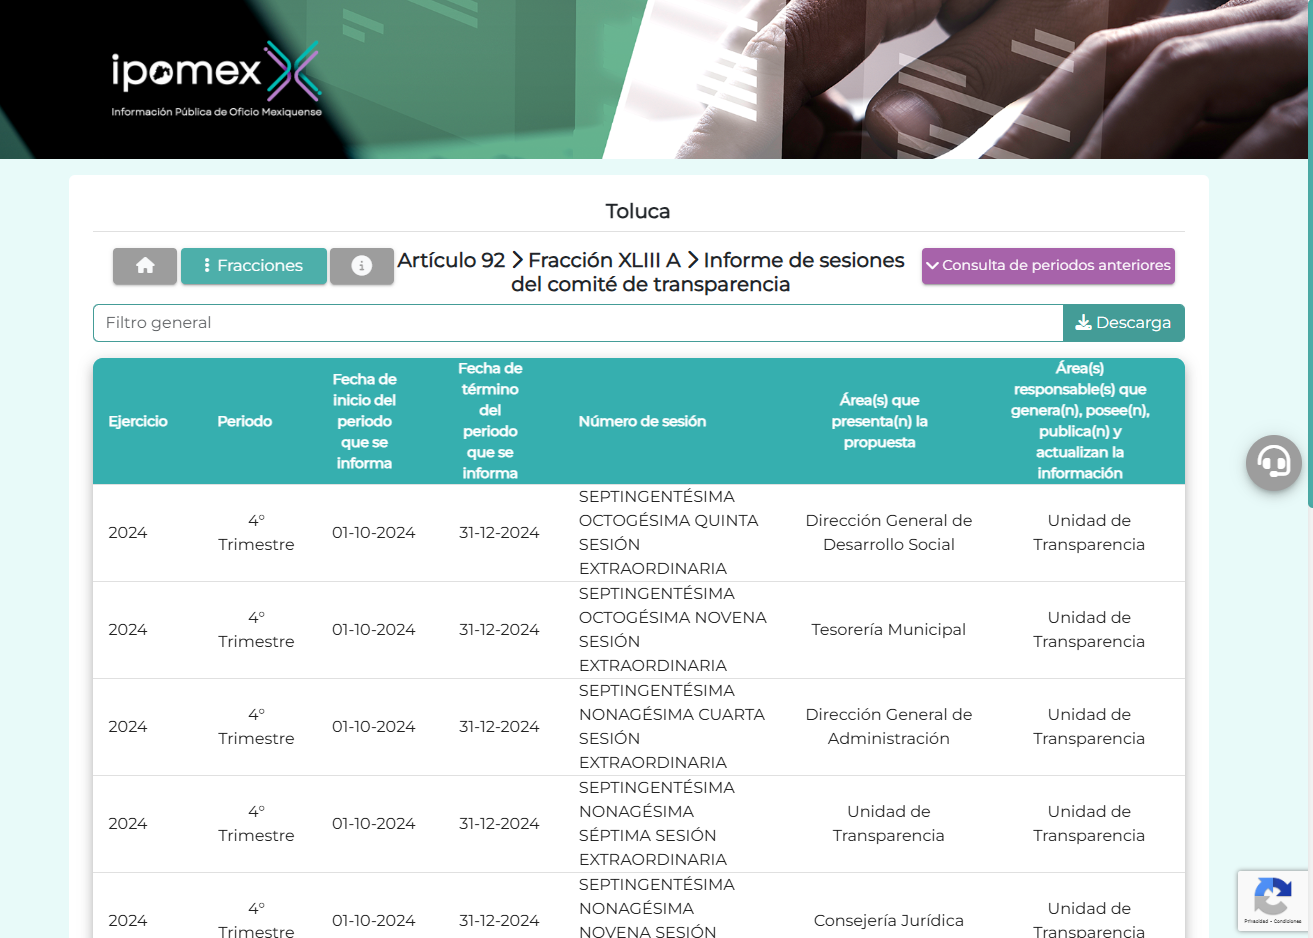 ipomex
Información Pública de Oficio Mexiquense
Toluca
Fracciones
Artículo 92 > Fracción XLIII A > Informe de sesiones
del comité de transparencia
Consulta de periodos anteriores
Filtro general
Descarga
Ejercicio
Periodo
Fecha de
inicio del
periodo
que se
informa
Fecha de
término
del
periodo
que se
informa
Número de sesión
Área(s) que
presenta(n) la
propuesta
Área(s)
responsable(s) que
genera(n), posee(n),
publica(n) y
actualizan la
información
2024
4°
Trimestre
01-10-2024
31-12-2024
SEPTINGENTÉSIMA
OCTOGÉSIMA QUINTA
SESIÓN
EXTRAORDINARIA
Dirección General de
Desarrollo Social
Unidad de
Transparencia
2024
4°
Trimestre
01-10-2024
31-12-2024
SEPTINGENTÉSIMA
OCTOGÉSIMA NOVENA
SESIÓN
EXTRAORDINARIA
Tesorería Municipal
Unidad de
Transparencia
2024
4°
Trimestre
01-10-2024
31-12-2024
SEPTINGENTÉSIMA
NONAGÉSIMA CUARTA
SESIÓN
EXTRAORDINARIA
Dirección General de
Administración
Unidad de
Transparencia
2024
4°
Trimestre
01-10-2024
31-12-2024
SEPTINGENTÉSIMA
NONAGÉSIMA
SÉPTIMA SESIÓN
EXTRAORDINARIA
Unidad de
Transparencia
Unidad de
Transparencia
2024
4°
Trimestre
01-10-2024
31-12-2024
SEPTINGENTÉSIMA
NONAGÉSIMA
NOVENA SESIÓN
Consejería Jurídica
Unidad de
Transparencia
Privacidad - Condiciones